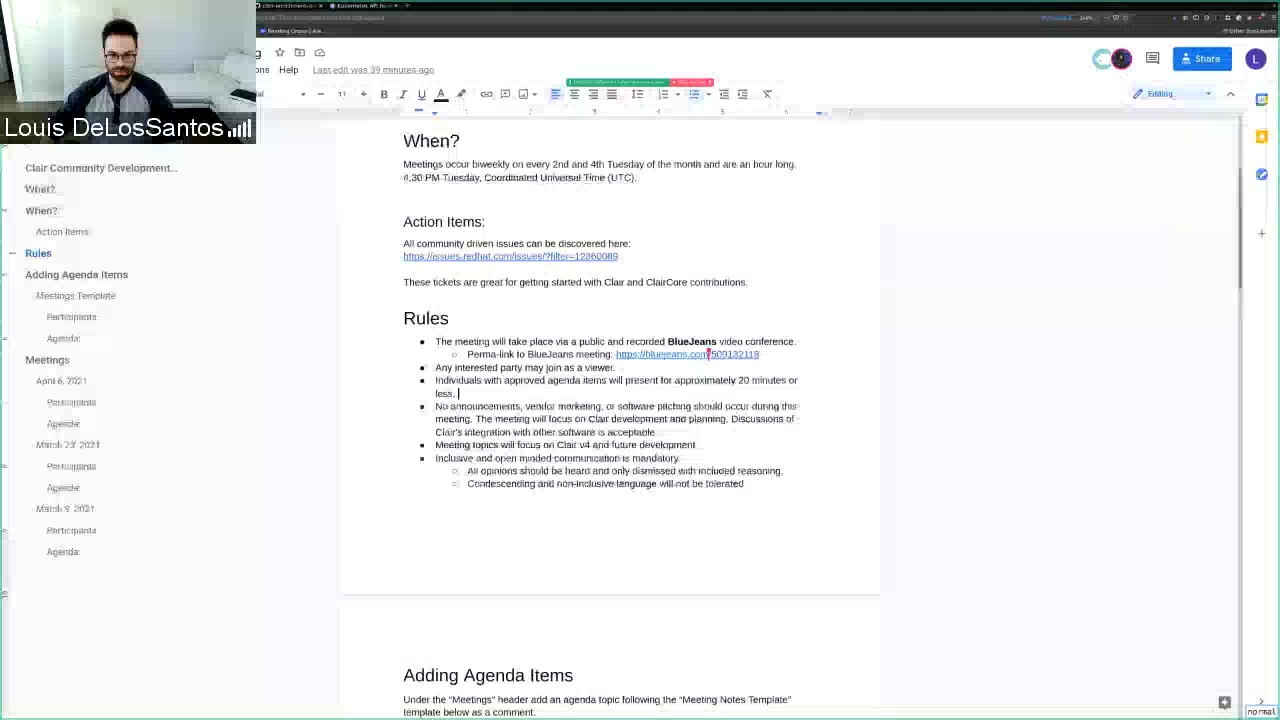 Kubernetes API
Reading Group | Ale...
Other Bookmarks
Help
Last edit was 39 minutes ago
Share
L
11
Editing
Louis DeLosSantos
Clair Community Development...
What?
When?
Action Items:
Rules
Adding Agenda Items
Meetings Template
Participants
Agenda:
Meetings
April 6, 2021
Participants
Agenda:
March 23, 2021
Participants
Agenda:
March 9, 2021
Participants
Agenda:
When?
Meetings occur biweekly on every 2nd and 4th Tuesday of the month and are an hour long.
4:30 PM Tuesday, Coordinated Universal Time (UTC).
Action Items:
All community driven issues can be discovered here:
https://issues.redhat.com/issues/?filter=12360089
These tickets are great for getting started with Clair and ClairCore contributions.
Rules
● The meeting will take place via a public and recorded BlueJeans video conference.
○ Perma-link to BlueJeans meeting: https://bluejeans.com/509132118
● Any interested party may join as a viewer.
● Individuals with approved agenda items will present for approximately 20 minutes or
less,
● No announcements, vendor marketing, or software pitching should occur during this
meeting. The meeting will focus on Clair development and planning. Discussions of
Clair's integration with other software is acceptable
● Meeting topics will focus on Clair v4 and future development
● Inclusive and open minded communication is mandatory.
○ All opinions should be heard and only dismissed with included reasoning.
○ Condescending and non-inclusive language will not be tolerated
Adding Agenda Items
Under the “Meetings” header add an agenda topic following the “Meeting Notes Template”
template below as a comment.
normal